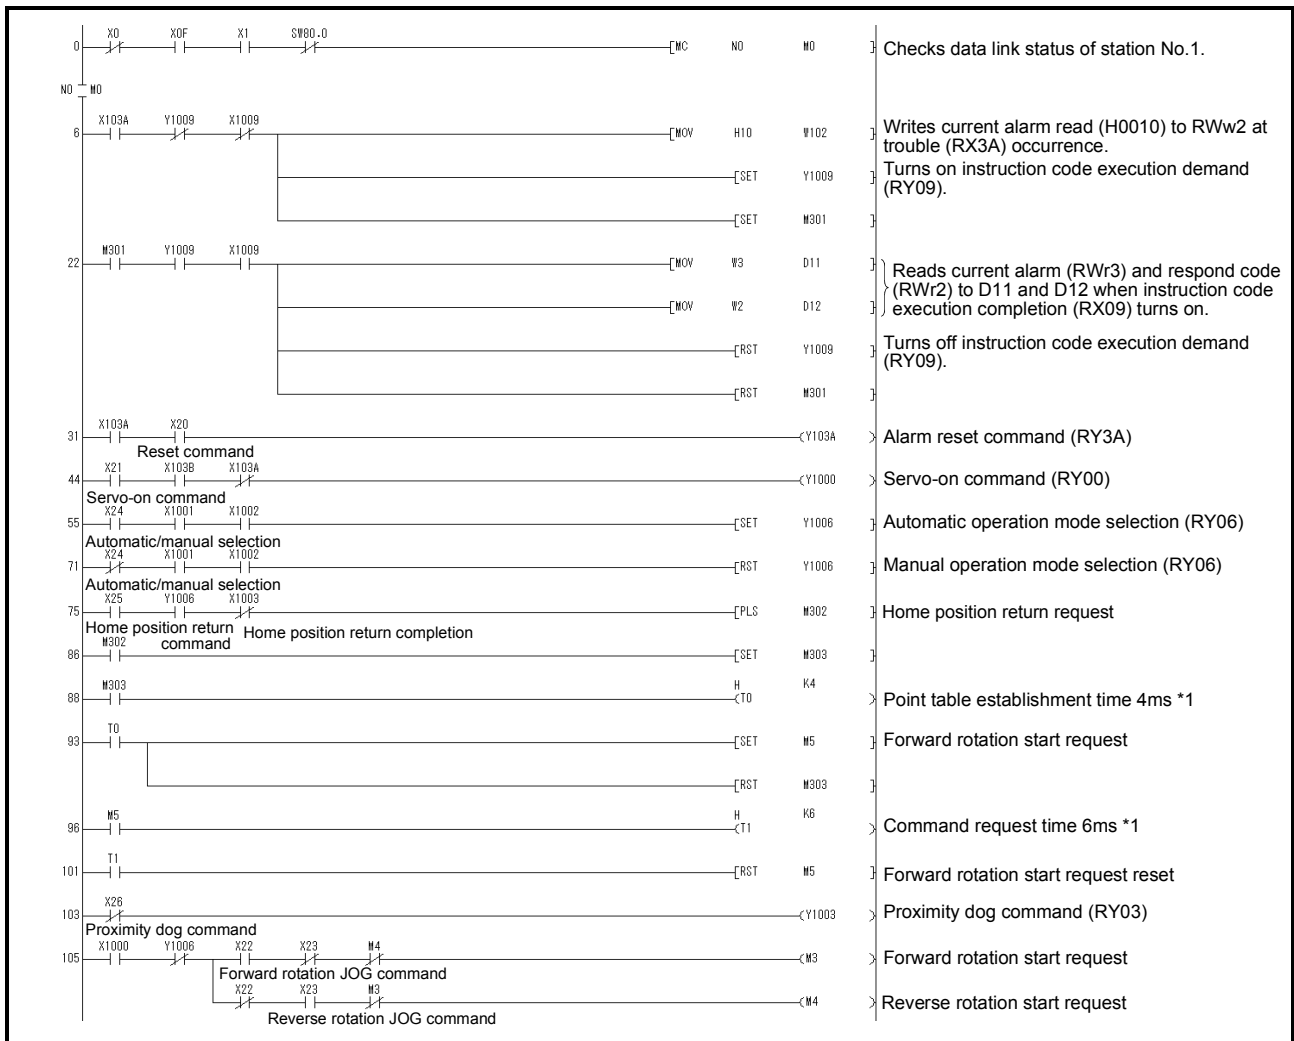 X0 X0F X1 SW80.0
0 [MC N0 M0 ] Checks data link status of station No.1.
N0 M0
X103A Y1009 X1009
6 [MOV H10 W102 ] Writes current alarm read (H0010) to RWw2 at
trouble (RX3A) occurrence.
[SET Y1009 ] Turns on instruction code execution demand
(RY09).
[SET M301 ]
M301 Y1009 X1009
22 [MOV W3 D11 ] Reads current alarm (RWr3) and respond code
(RWr2) to D11 and D12 when instruction code
[MOV W2 D12 ] execution completion (RX09) turns on.
[RST Y1009 ] Turns off instruction code execution demand
(RY09).
[RST M301 ]
X103A X20
31 (Y103A ) Alarm reset command (RY3A)
Reset command
X21 X103B X103A
44 (Y1000 ) Servo-on command (RY00)
Servo-on command
X24 X1001 X1002
55 [SET Y1006 ] Automatic operation mode selection (RY06)
Automatic/manual selection
X24 X1001 X1002
71 [RST Y1006 ] Manual operation mode selection (RY06)
Automatic/manual selection
X25 Y1006 X1003
75 [PLS M302 ] Home position return request
Home position return command Home position return completion
M302
86 [SET M303 ]
M303 H K4
88 (T0 ) Point table establishment time 4ms *1
T0
93 [SET M5 ] Forward rotation start request
[RST M303 ]
M5 H K6
96 (T1 ) Command request time 6ms *1
T1
101 [RST M5 ] Forward rotation start request reset
X26
103 (Y1003 ) Proximity dog command (RY03)
Proximity dog command
X1000 Y1006 X22 X23 M4
105 (M3 ) Forward rotation start request
Forward rotation JOG command
X22 X23 M3
(M4 ) Reverse rotation start request
Reverse rotation JOG command